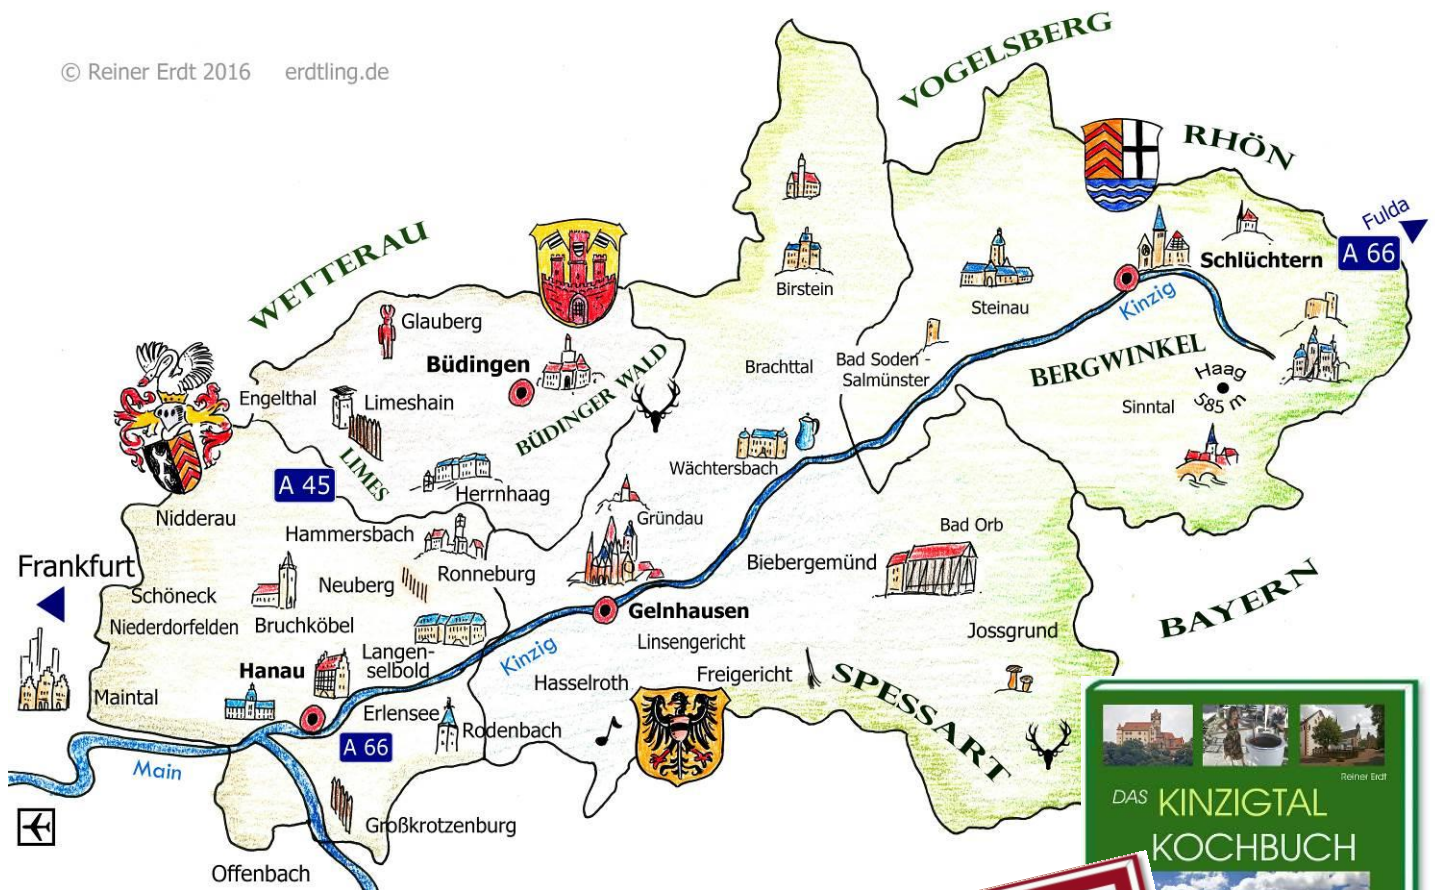 © Reiner Erdt 2016 erdtling.de
VOGELSBERG
RHÖN
Fulda
A 66
WETTERAU
Schlüchtern
Birstein
Steinau
Kinzig
Glauberg
Büdingen
BÜDINGER WALD
Brachttal
Bad Soden -
Salmünster
BERGWINKEL
Haag
585 m
Sinntal
Engelthal
Limeshain
LIMES
Herrnhaag
Wächtersbach
A 45
Nidderau
Hammersbach
Gründau
Bad Orb
Frankfurt
Neuberg
Ronneburg
Biebergemünd
BAYERN
Schöneck
Niederdorfelden
Bruchköbel
Gelnhausen
Linsengericht
Jossgrund
Hanau
Langen-
selbold
Kinzig
Hasselroth
Freigericht
SPESSART
Maintal
Erlensee
Rodenbach
A 66
Main
Großkrotzenburg
Offenbach
Reiner Erdt
DAS KINZIGTAL
KOCHBUCH